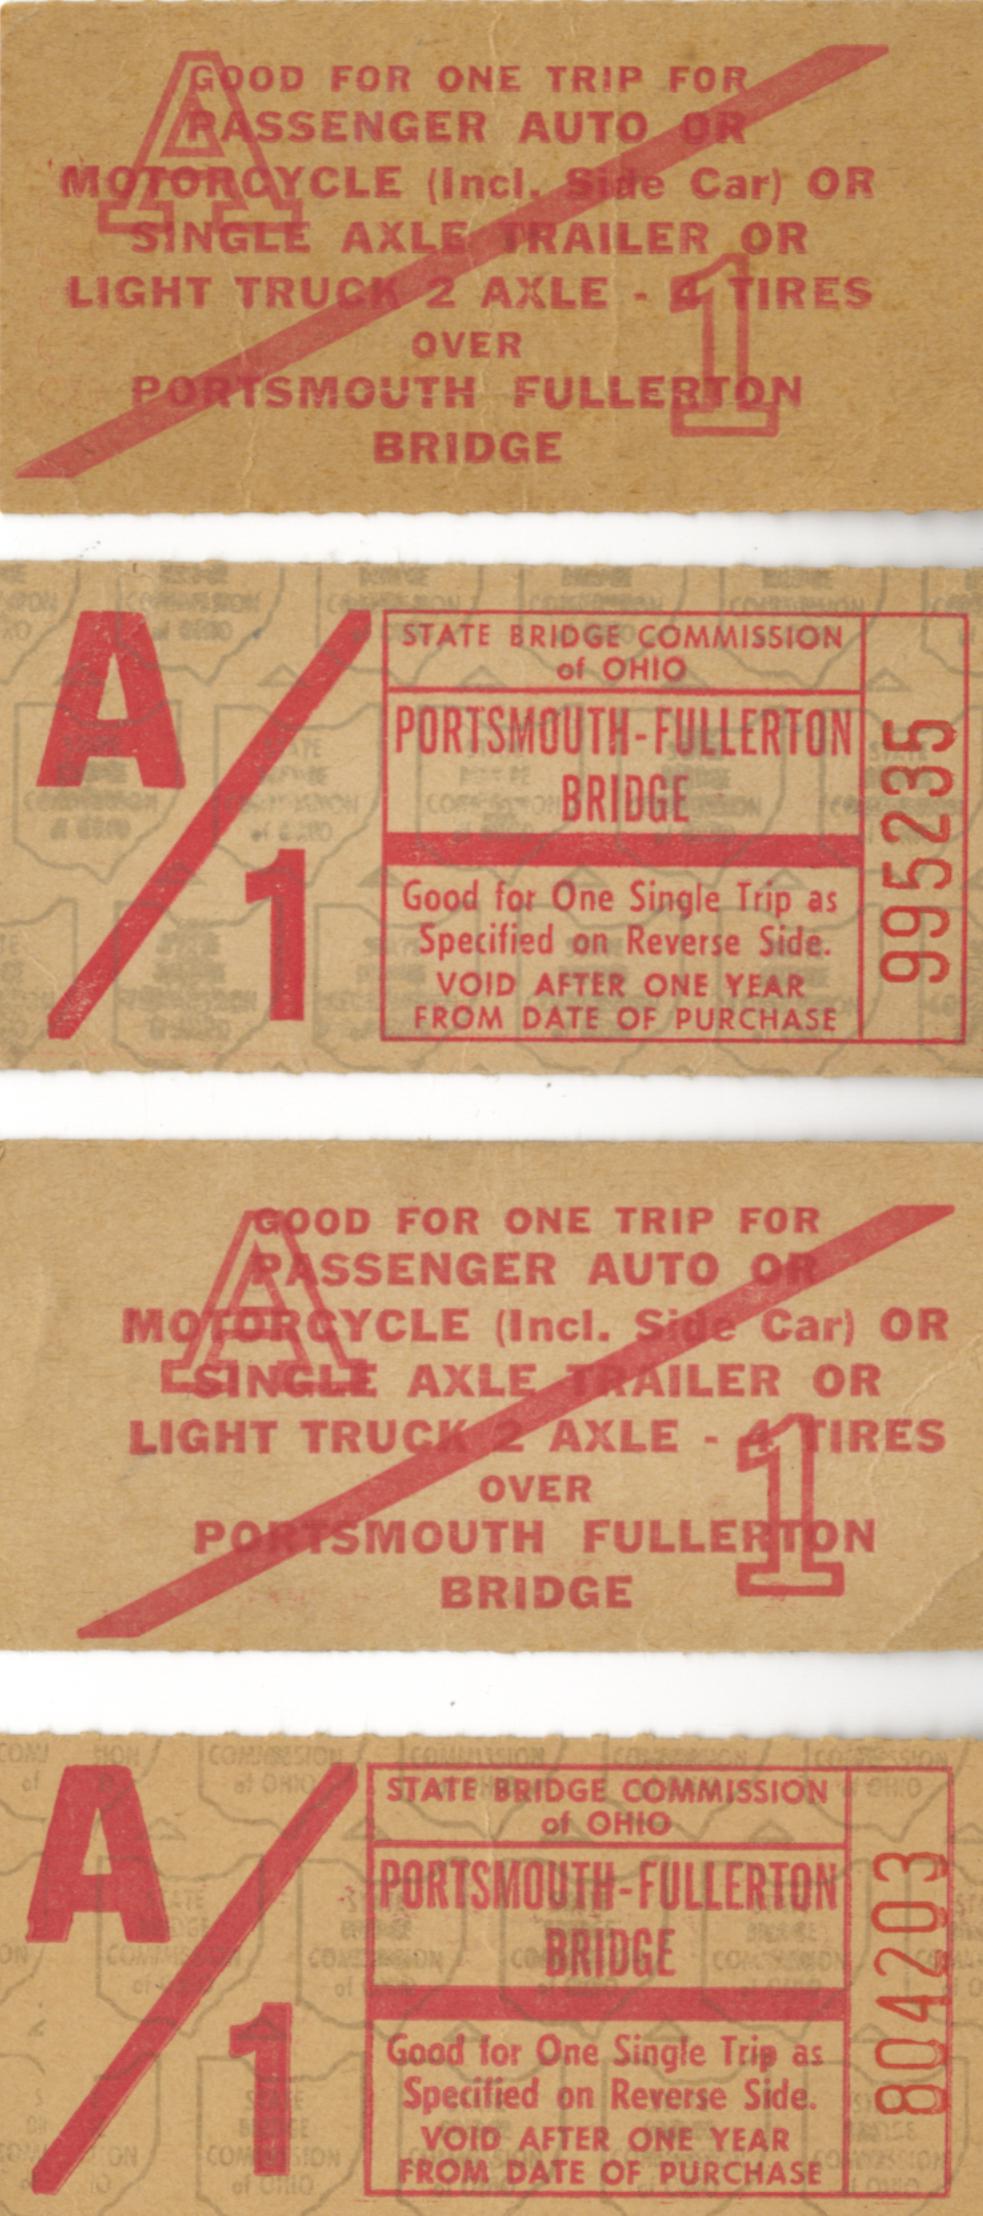 A
GOOD FOR ONE TRIP FOR
PASSENGER AUTO OR
MOTORCYCLE (Incl. Side Car) OR
SINGLE AXLE TRAILER OR
LIGHT TRUCK 2 AXLE - 4 TIRES
OVER
PORTSMOUTH FULLERTON
BRIDGE
1
A/1
STATE BRIDGE COMMISSION
of OHIO
PORTSMOUTH-FULLERTON
BRIDGE
Good for One Single Trip as
Specified on Reverse Side.
VOID AFTER ONE YEAR
FROM DATE OF PURCHASE
995235
A
GOOD FOR ONE TRIP FOR
PASSENGER AUTO OR
MOTORCYCLE (Incl. Side Car) OR
SINGLE AXLE TRAILER OR
LIGHT TRUCK 2 AXLE - 4 TIRES
OVER
PORTSMOUTH FULLERTON
BRIDGE
1
A/1
STATE BRIDGE COMMISSION
of OHIO
PORTSMOUTH-FULLERTON
BRIDGE
Good for One Single Trip as
Specified on Reverse Side.
VOID AFTER ONE YEAR
FROM DATE OF PURCHASE
804203